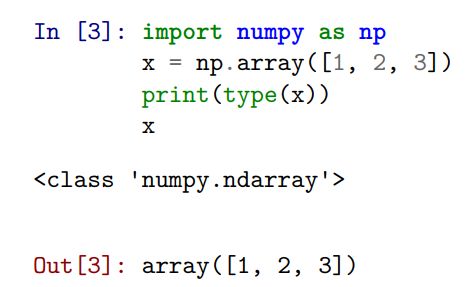 In [3]: import numpy as np
x = np.array([1, 2, 3])
print(type(x))
x
<class 'numpy.ndarray'>
Out[3]: array([1, 2, 3])